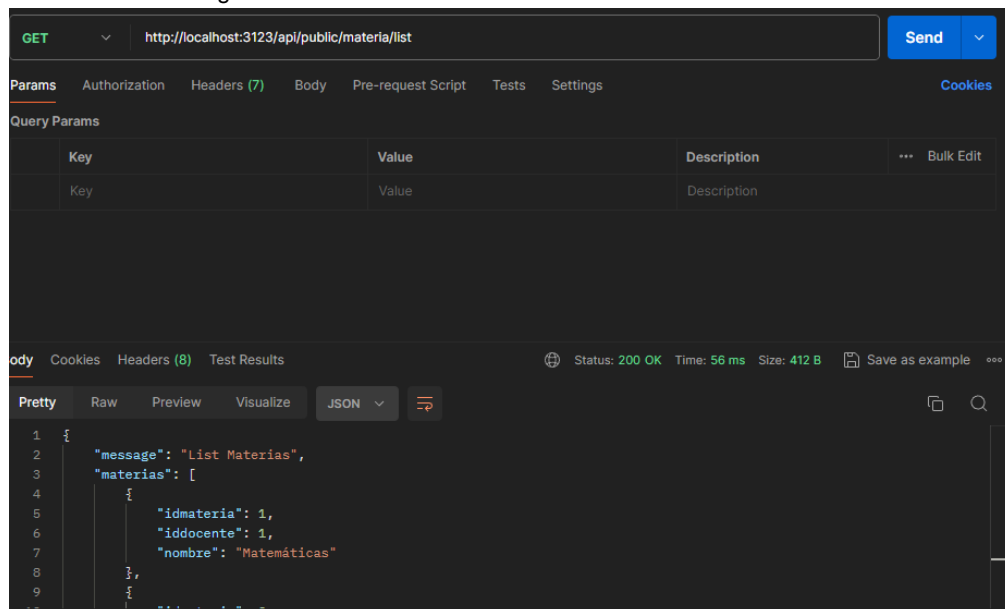 GET http://localhost:3123/api/public/materia/list Send
Params Authorization Headers (7) Body Pre-request Script Tests Settings Cookies
Query Params
Key Value Description ••• Bulk Edit
Key Value Description
ody Cookies Headers (8) Test Results Status: 200 OK Time: 56 ms Size: 412 B Save as example
Pretty Raw Preview Visualize JSON
1 {
2 "message": "List Materias",
3 "materias": [
4 {
5 "idmateria": 1,
6 "iddocente": 1,
7 "nombre": "Matemáticas"
8 },
9 {